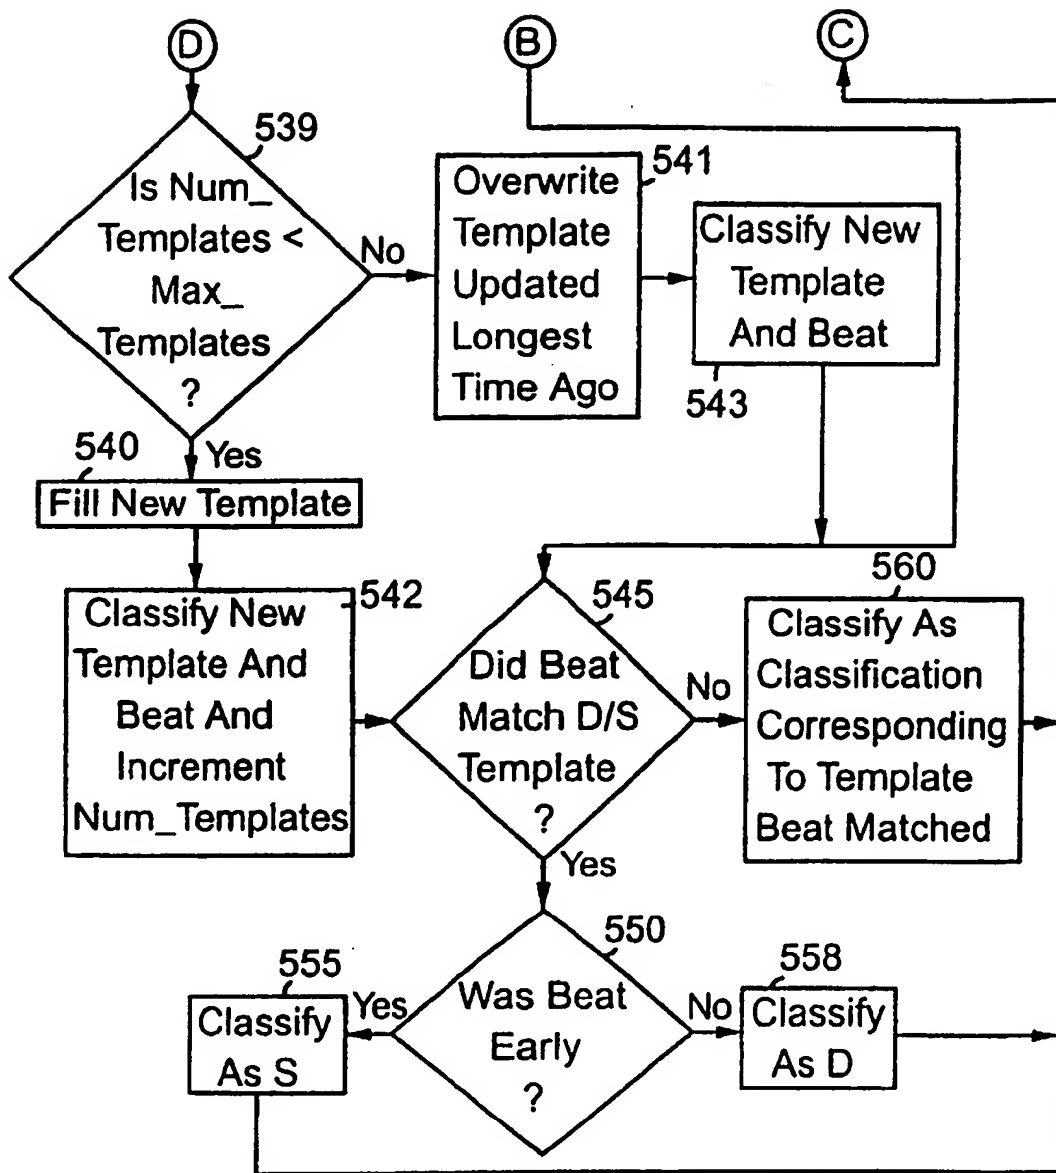 D
B
C
539
Is Num_
Templates <
Max_
Templates
?
No
Yes
541
Overwrite
Template
Updated
Longest
Time Ago
Classify New
Template
And Beat
543
540
Fill New Template
542
Classify New
Template And
Beat And
Increment
Num_Templates
545
Did Beat
Match D/S
Template
?
No
Yes
560
Classify As
Classification
Corresponding
To Template
Beat Matched
550
Was Beat
Early
?
Yes
No
555
Classify
As S
558
Classify
As D